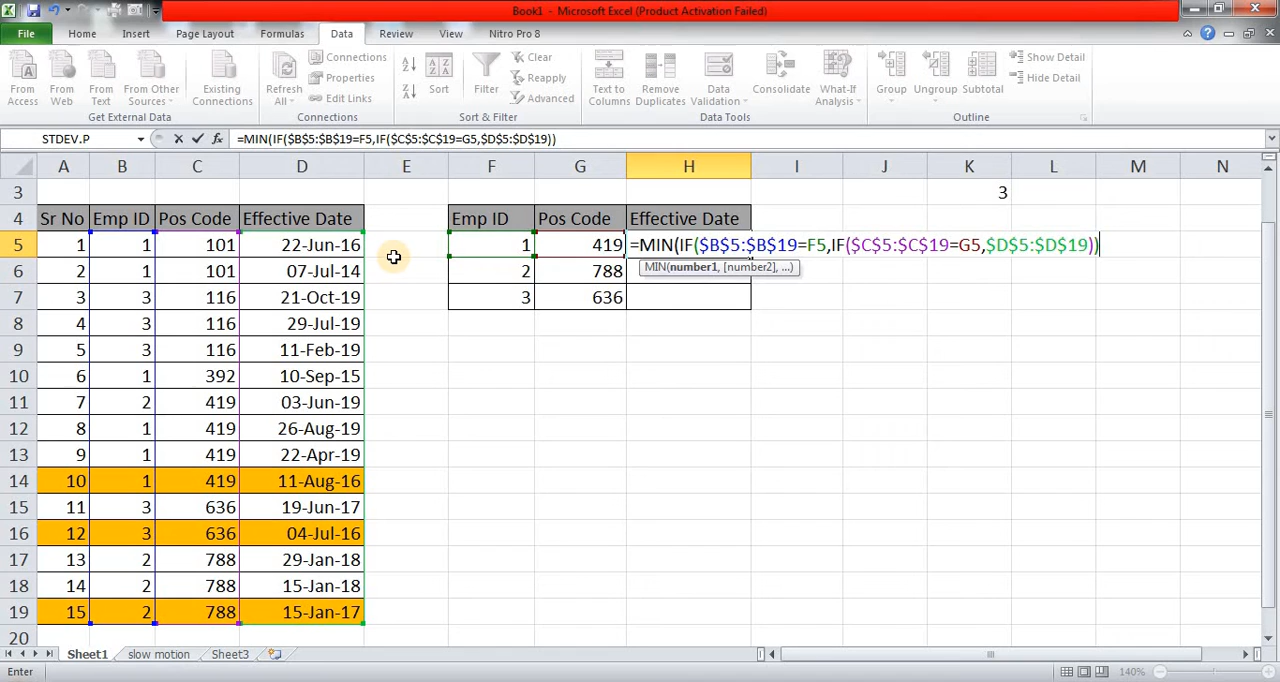 Book1 - Microsoft Excel (Product Activation Failed)
File Home Insert Page Layout Formulas Data Review View Nitro Pro 8
From Access
From Web
From Text
From Other Sources
Existing Connections
Get External Data
Refresh All
Connections
Properties
Edit Links
Connections
Sort
Filter
Clear
Reapply
Advanced
Sort & Filter
Text to Columns
Remove Duplicates
Data Validation
Consolidate
What-If Analysis
Data Tools
Group
Ungroup
Subtotal
Show Detail
Hide Detail
Outline
STDEV.P fx =MIN(IF($B$5:$B$19=F5,IF($C$5:$C$19=G5,$D$5:$D$19))
A B C D E F G H I J K L M N
3 3
4 Sr No Emp ID Pos Code Effective Date Emp ID Pos Code Effective Date
5 1 1 101 22-Jun-16 1 419 =MIN(IF($B$5:$B$19=F5,IF($C$5:$C$19=G5,$D$5:$D$19))
MIN(number1, [number2], ...)
6 2 1 101 07-Jul-14 2 788
7 3 3 116 21-Oct-19 3 636
8 4 3 116 29-Jul-19
9 5 3 116 11-Feb-19
10 6 1 392 10-Sep-15
11 7 2 419 03-Jun-19
12 8 1 419 26-Aug-19
13 9 1 419 22-Apr-19
14 10 1 419 11-Aug-16
15 11 3 636 19-Jun-17
16 12 3 636 04-Jul-16
17 13 2 788 29-Jan-18
18 14 2 788 15-Jan-18
19 15 2 788 15-Jan-17
20
Sheet1 slow motion Sheet3
Enter 140%